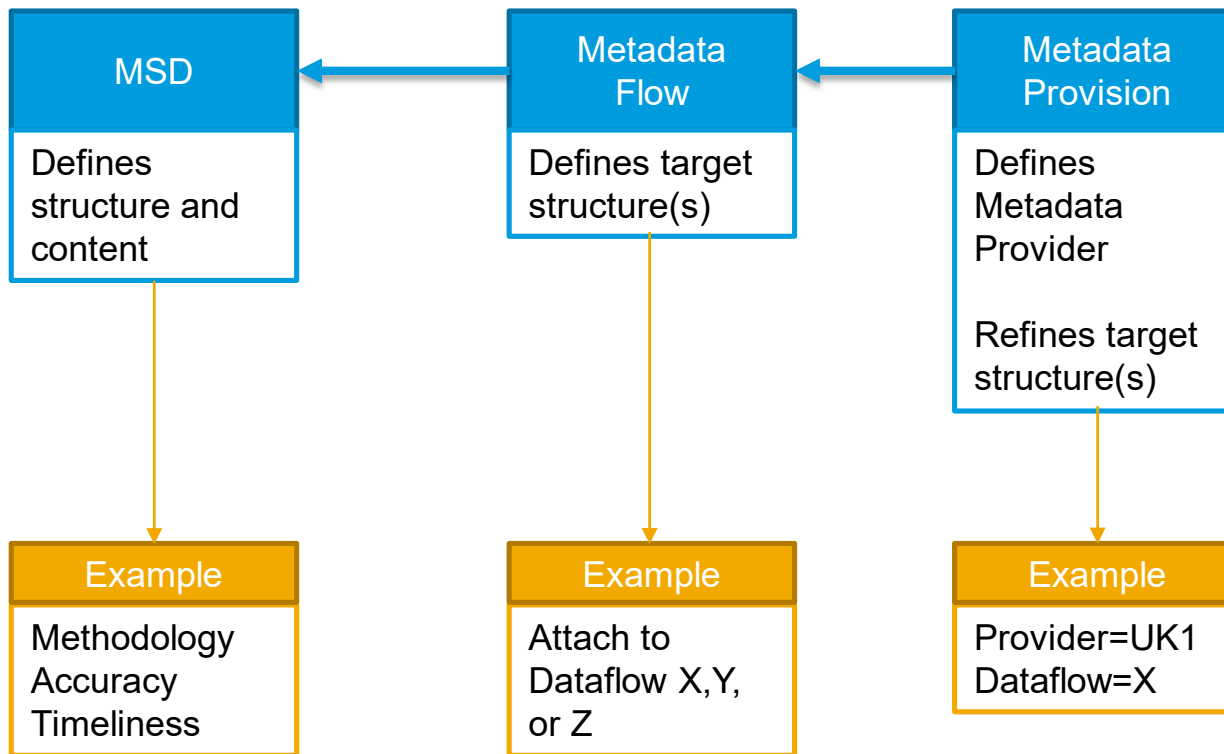 MSD
Defines
structure and
content
Metadata
Flow
Defines target
structure(s)
Metadata
Provision
Defines
Metadata
Provider
Refines target
structure(s)
Example
Methodology
Accuracy
Timeliness
Example
Attach to
Dataflow X,Y,
or Z
Example
Provider=UK1
Dataflow=X